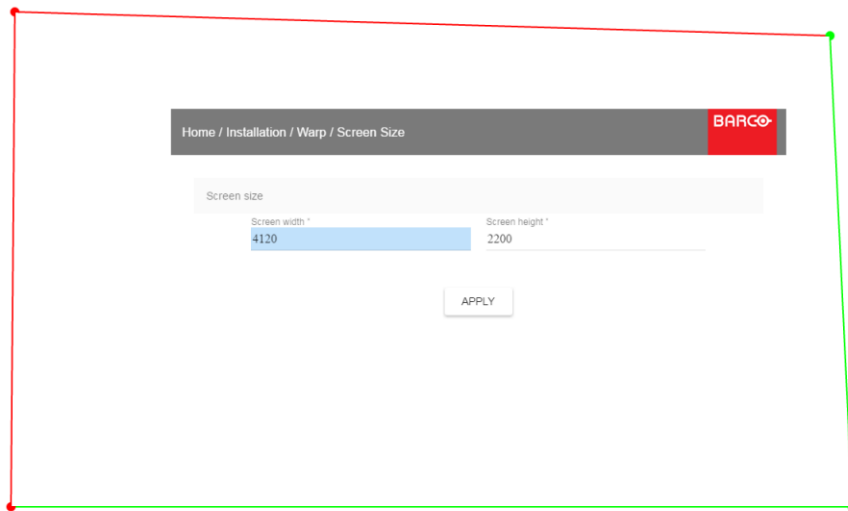 Home / Installation / Warp / Screen Size
BARCO
Screen size
Screen width *
Screen height *
4120
2200
APPLY